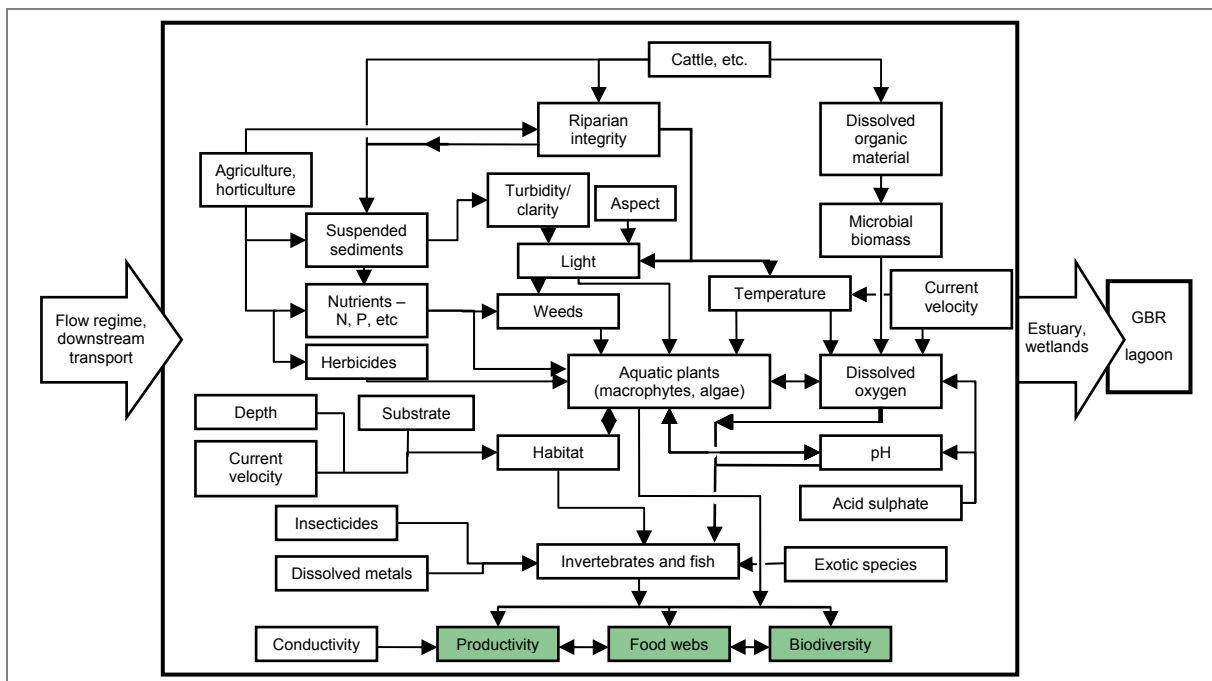 Cattle, etc.
Riparian
integrity
Dissolved
organic
material
Agriculture,
horticulture
Turbidity/
clarity
Aspect
Suspended
sediments
Microbial
biomass
Light
Flow regime,
downstream
transport
Nutrients –
N, P, etc
Weeds
Temperature
Current
velocity
Estuary,
wetlands
GBR
lagoon
Herbicides
Aquatic plants
(macrophytes, algae)
Dissolved
oxygen
Depth
Substrate
Current
velocity
Habitat
pH
Acid sulphate
Insecticides
Dissolved metals
Invertebrates and fish
Exotic species
Conductivity
Productivity
Food webs
Biodiversity